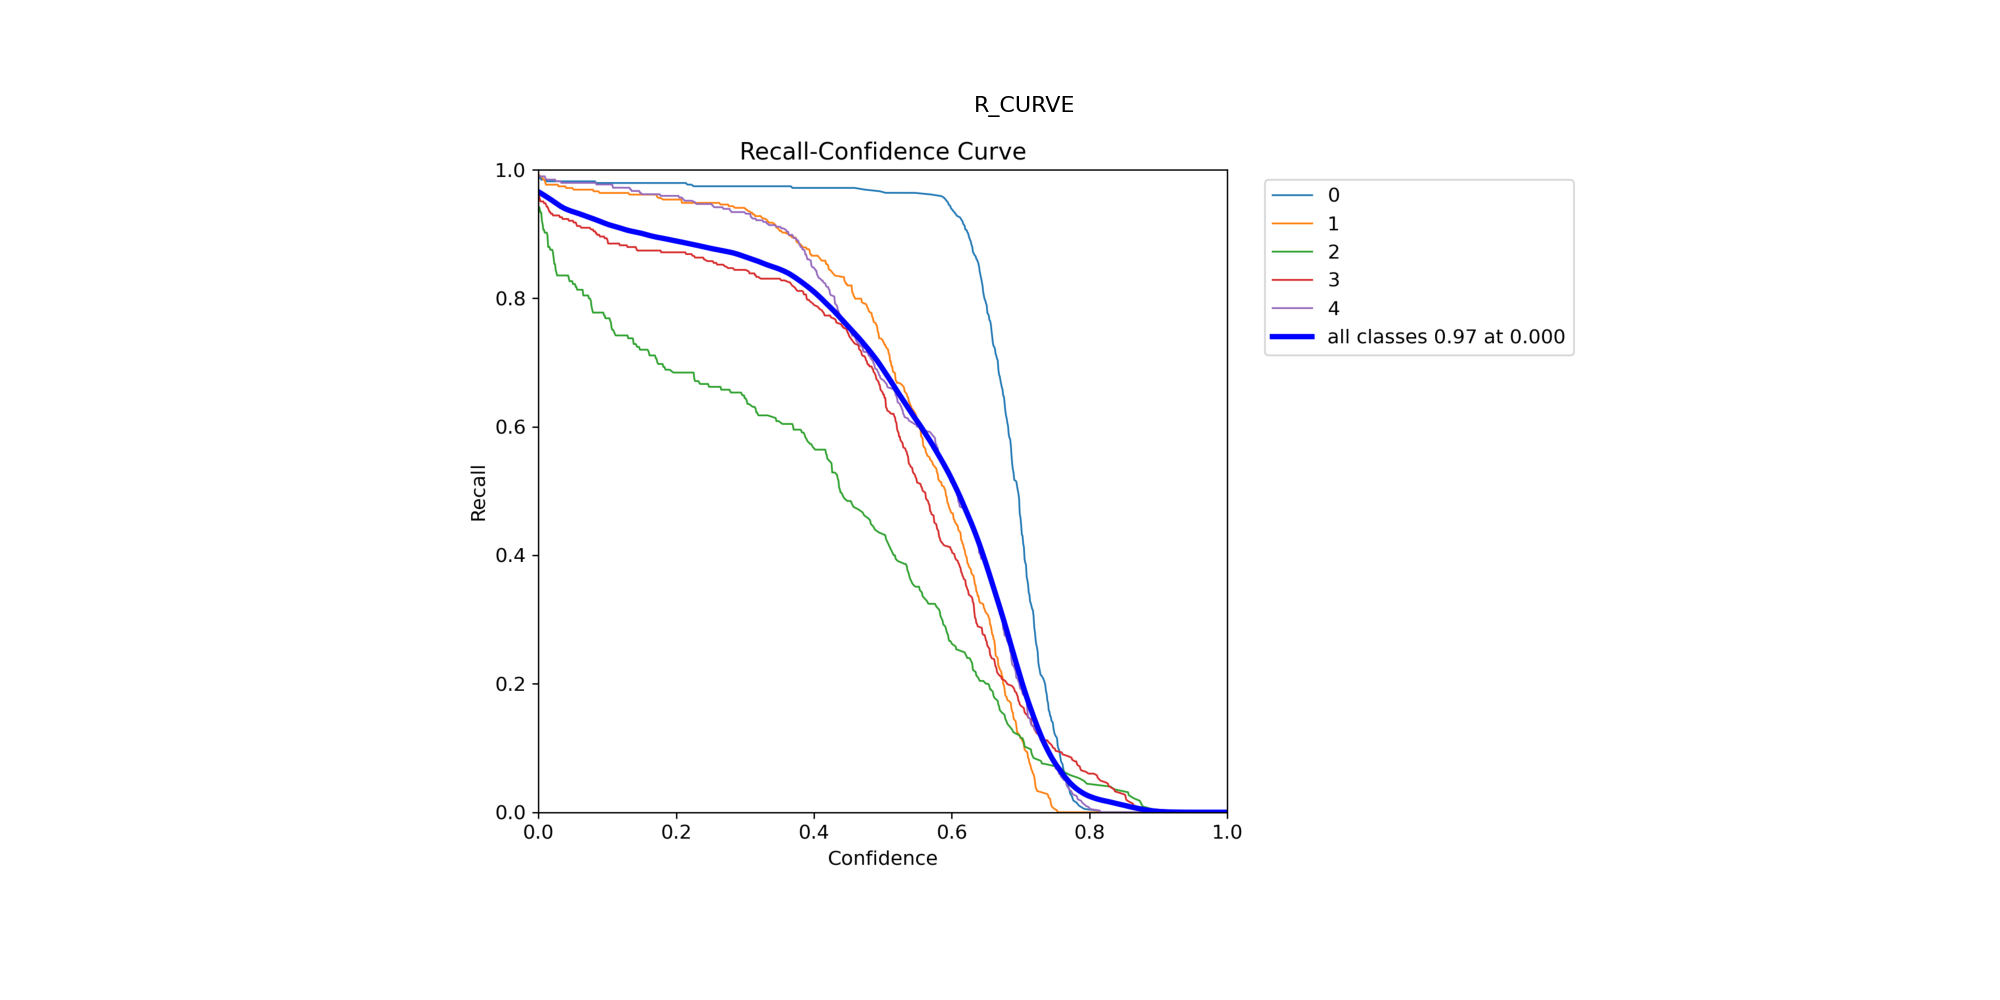 R_CURVE
Recall-Confidence Curve
1.0
0.8
0.6
0.4
0.2
0.0
Recall
0.0 0.2 0.4 0.6 0.8 1.0
Confidence
0
1
2
3
4
all classes 0.97 at 0.000